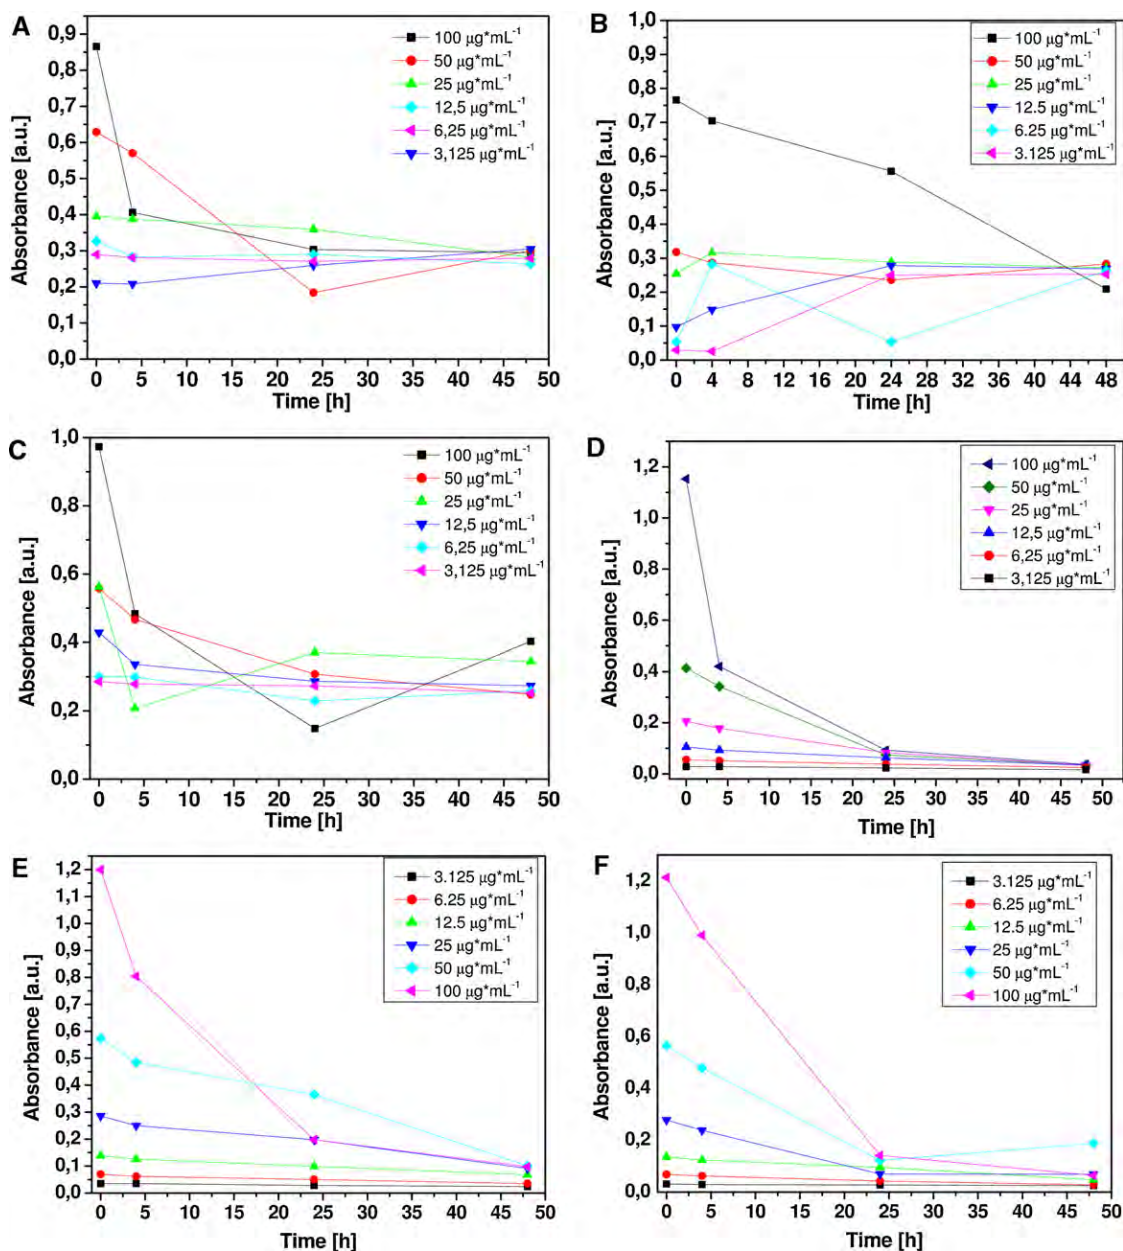 A
Absorbance [a.u.]
0,9
0,8
0,7
0,6
0,5
0,4
0,3
0,2
0,1
0,0
100 µg*mL-1
50 µg*mL-1
25 µg*mL-1
12,5 µg*mL-1
6,25 µg*mL-1
3,125 µg*mL-1
0 5 10 15 20 25 30 35 40 45 50
Time [h]
B
Absorbance [a.u.]
1,0
0,9
0,8
0,7
0,6
0,5
0,4
0,3
0,2
0,1
0,0
100 µg*mL-1
50 µg*mL-1
25 µg*mL-1
12.5 µg*mL-1
6.25 µg*mL-1
3.125 µg*mL-1
0 4 8 12 16 20 24 28 32 36 40 44 48
Time [h]
C
Absorbance [a.u.]
1,0
0,8
0,6
0,4
0,2
0,0
100 µg*mL-1
50 µg*mL-1
25 µg*mL-1
12,5 µg*mL-1
6,25 µg*mL-1
3,125 µg*mL-1
0 5 10 15 20 25 30 35 40 45 50
Time [h]
D
Absorbance [a.u.]
1,2
1,0
0,8
0,6
0,4
0,2
0,0
100 µg*mL-1
50 µg*mL-1
25 µg*mL-1
12,5 µg*mL-1
6,25 µg*mL-1
3,125 µg*mL-1
0 5 10 15 20 25 30 35 40 45 50
Time [h]
E
Absorbance [a.u.]
1,2
1,1
1,0
0,9
0,8
0,7
0,6
0,5
0,4
0,3
0,2
0,1
0,0
3.125 µg*mL-1
6.25 µg*mL-1
12.5 µg*mL-1
25 µg*mL-1
50 µg*mL-1
100 µg*mL-1
0 5 10 15 20 25 30 35 40 45 50
Time [h]
F
Absorbance [a.u.]
1,2
1,0
0,8
0,6
0,4
0,2
0,0
3.125 µg*mL-1
6.25 µg*mL-1
12.5 µg*mL-1
25 µg*mL-1
50 µg*mL-1
100 µg*mL-1
0 5 10 15 20 25 30 35 40 45 50
Time [h]